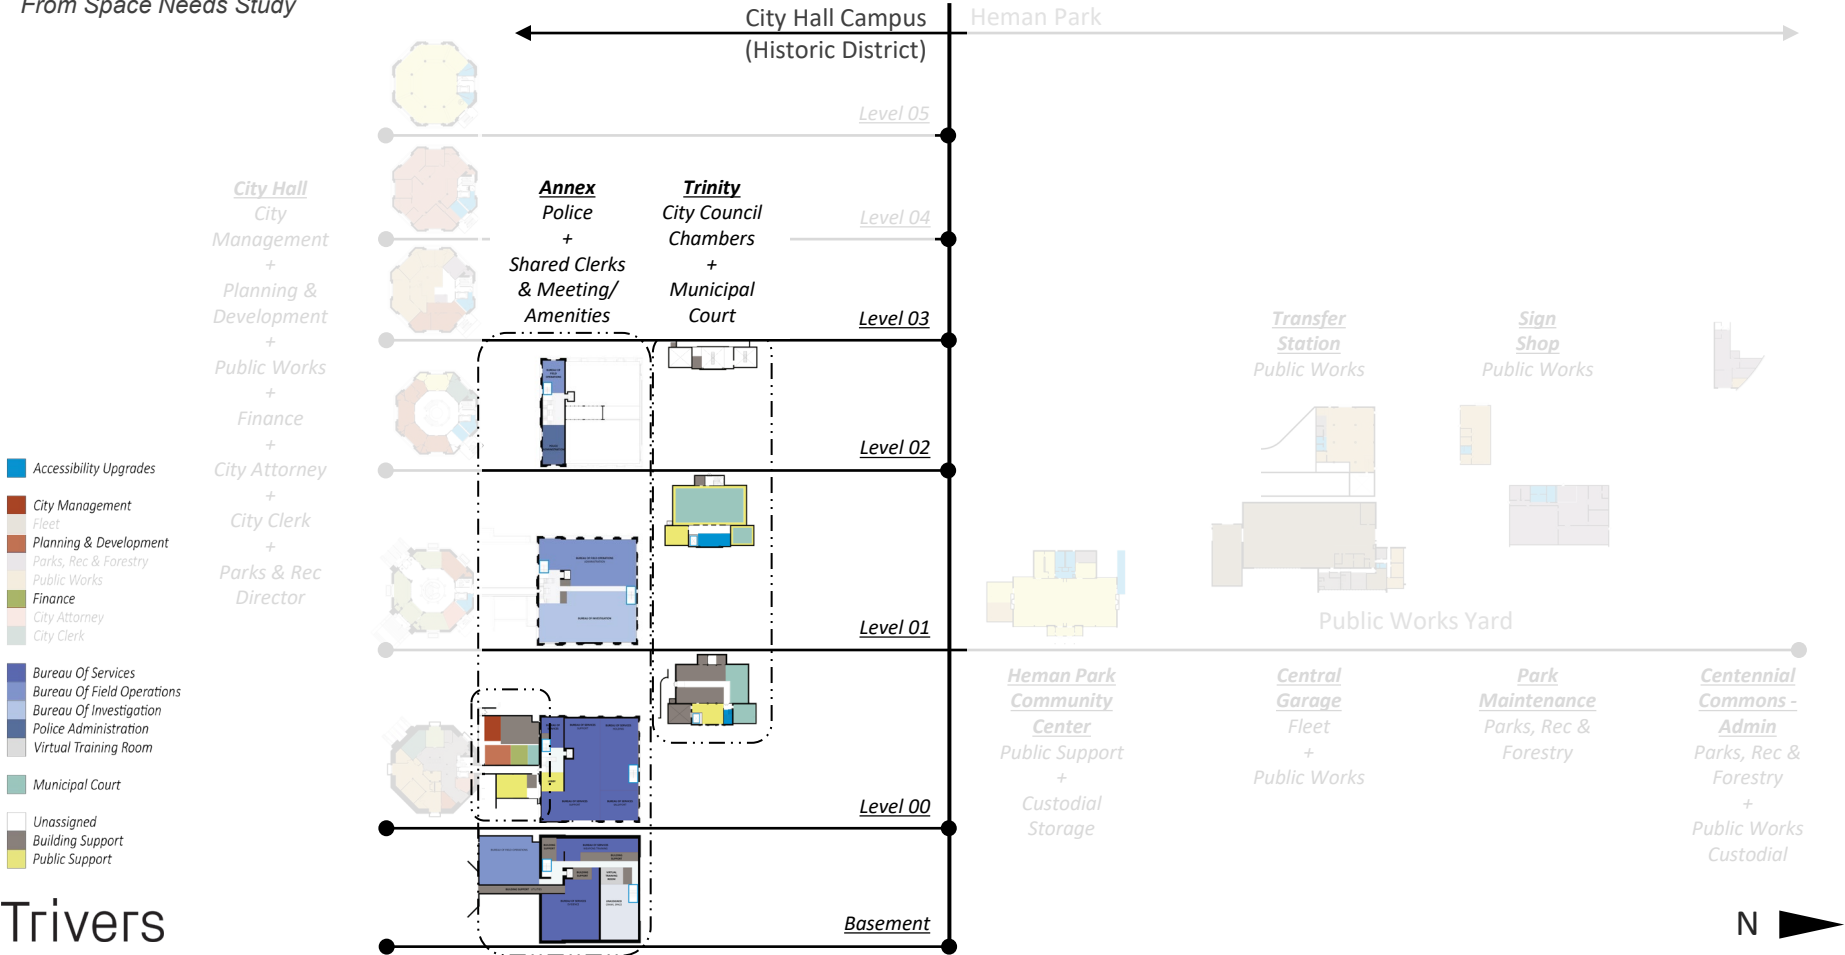 From Space Needs Study
City Hall Campus
(Historic District)
Heman Park
Level 05
Level 04
Level 03
Level 02
Level 01
Level 00
Basement
City Hall
City
Management
+
Planning &
Development
+
Public Works
+
Finance
+
City Attorney
+
City Clerk
+
Parks & Rec
Director
Annex
Police
+
Shared Clerks
& Meeting/
Amenities
Trinity
City Council
Chambers
+
Municipal
Court
Transfer
Station
Public Works
Sign
Shop
Public Works
Public Works Yard
Heman Park
Community
Center
Public Support
+
Custodial
Storage
Central
Garage
Fleet
+
Public Works
Park
Maintenance
Parks, Rec &
Forestry
Centennial
Commons -
Admin
Parks, Rec &
Forestry
+
Public Works
Custodial
Accessibility Upgrades
City Management
Fleet
Planning & Development
Parks, Rec & Forestry
Public Works
Finance
City Attorney
City Clerk
Bureau Of Services
Bureau Of Field Operations
Bureau Of Investigation
Police Administration
Virtual Training Room
Municipal Court
Unassigned
Building Support
Public Support
Trivers
N